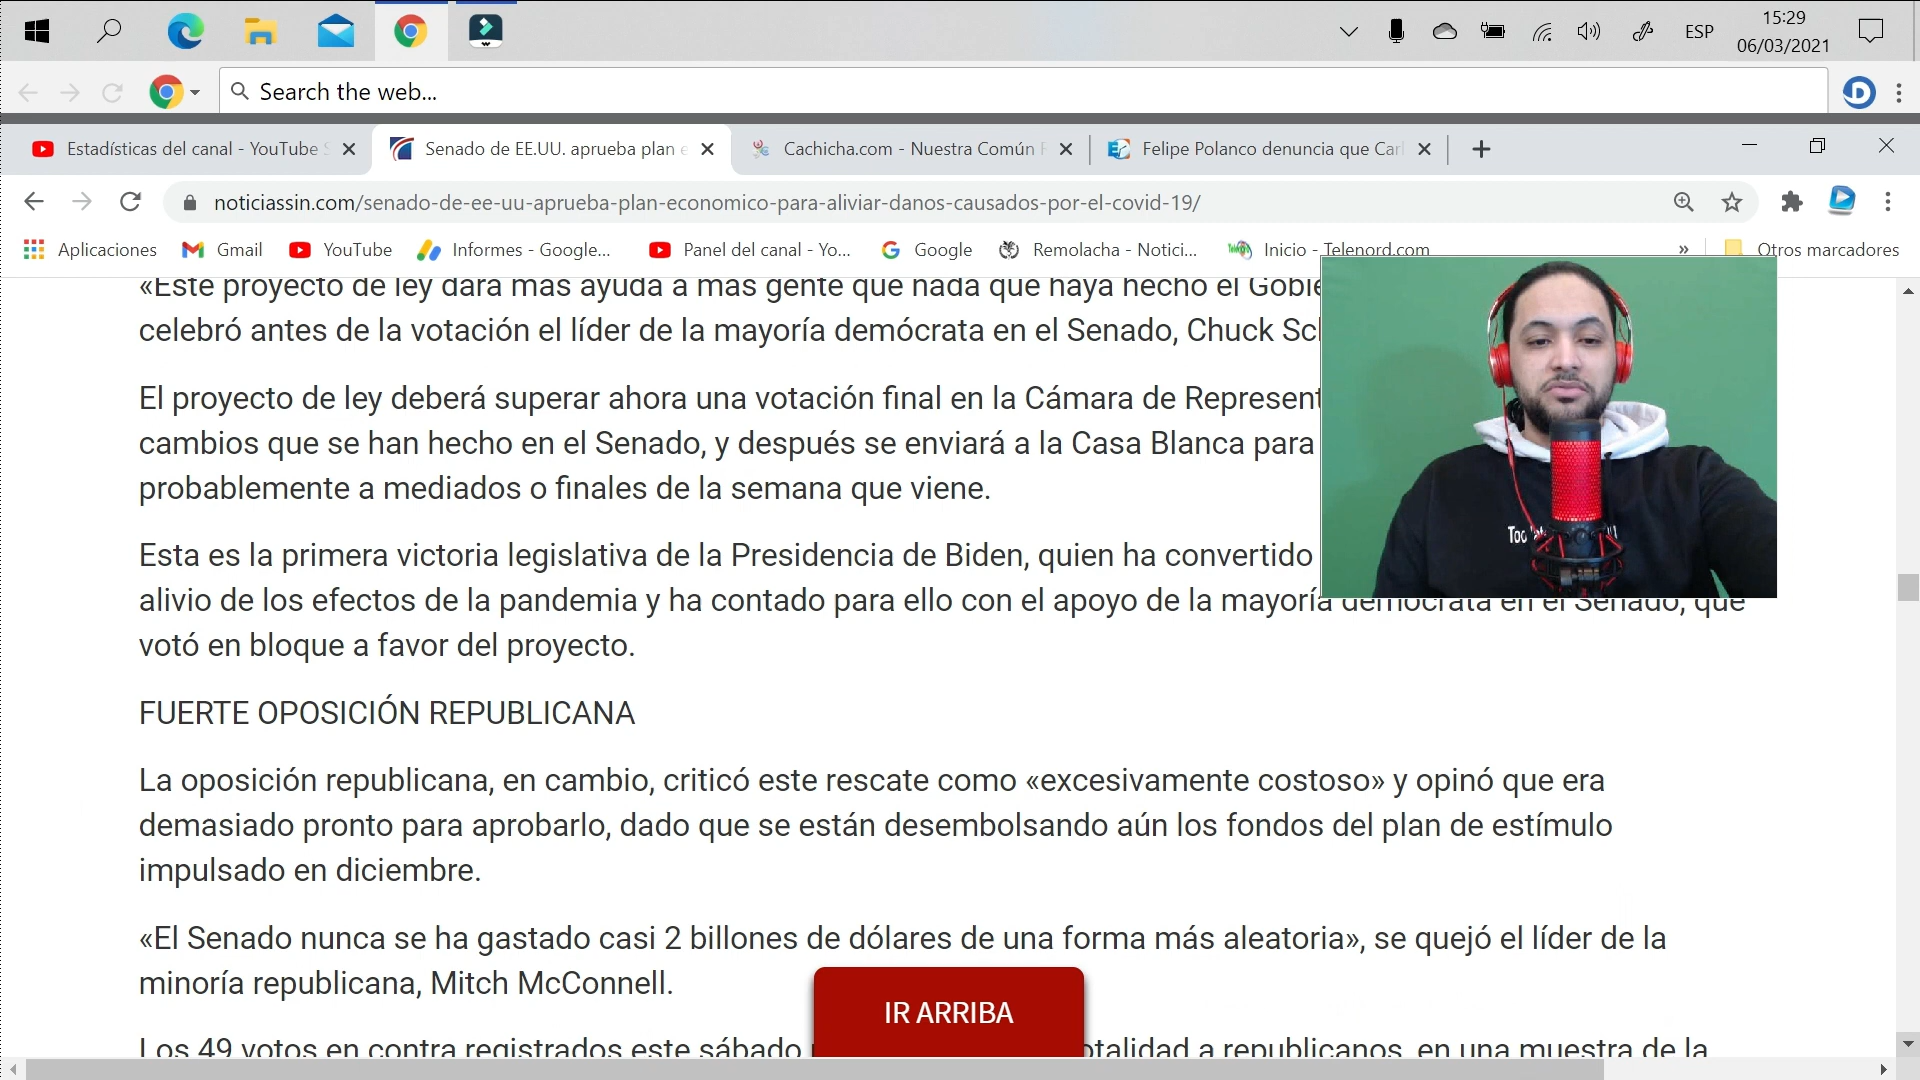 15:29
ESP
06/03/2021
Search the web...
Estadísticas del canal - YouTube
Senado de EE.UU. aprueba plan e
Cachicha.com - Nuestra Común
Felipe Polanco denuncia que Carl
noticiassin.com/senado-de-ee-uu-aprueba-plan-economico-para-aliviar-danos-causados-por-el-covid-19/
Aplicaciones Gmail YouTube Informes - Google... Panel del canal - Yo... Google Remolacha - Notici... Inicio - Telenord.com » Otros marcadores
«Este proyecto de ley dará más ayuda a más gente que nada que haya hecho el Gobie
celebró antes de la votación el líder de la mayoría demócrata en el Senado, Chuck Sc
El proyecto de ley deberá superar ahora una votación final en la Cámara de Represent
cambios que se han hecho en el Senado, y después se enviará a la Casa Blanca para
probablemente a mediados o finales de la semana que viene.
Esta es la primera victoria legislativa de la Presidencia de Biden, quien ha convertido
alivio de los efectos de la pandemia y ha contado para ello con el apoyo de la mayoría demócrata en el Senado, que
votó en bloque a favor del proyecto.
FUERTE OPOSICIÓN REPUBLICANA
La oposición republicana, en cambio, criticó este rescate como «excesivamente costoso» y opinó que era
demasiado pronto para aprobarlo, dado que se están desembolsando aún los fondos del plan de estímulo
impulsado en diciembre.
«El Senado nunca se ha gastado casi 2 billones de dólares de una forma más aleatoria», se quejó el líder de la
minoría republicana, Mitch McConnell.
IR ARRIBA
Los 49 votos en contra registrados este sábado otalidad a republicanos, en una muestra de la